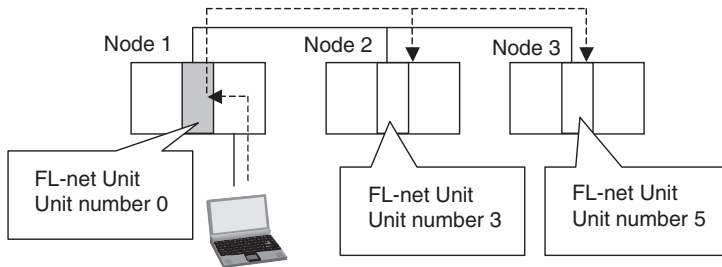 Node 1
Node 2
Node 3
FL-net Unit
Unit number 0
FL-net Unit
Unit number 3
FL-net Unit
Unit number 5